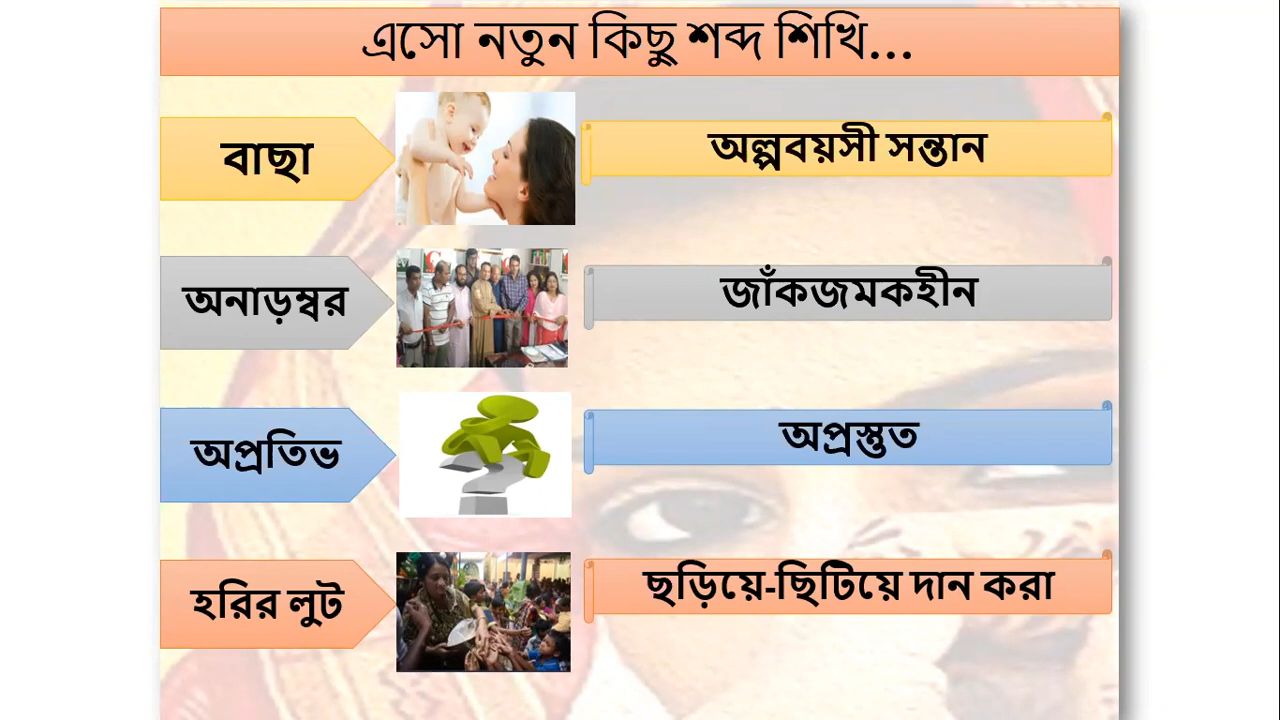 এসো নতুন কিছু শব্দ শিখি...
বাছা
অল্পবয়সী সন্তান
অনাড়ম্বর
জাঁকজমকহীন
অপ্রতিভ
অপ্রস্তুত
হরির লুট
ছড়িয়ে-ছিটিয়ে দান করা